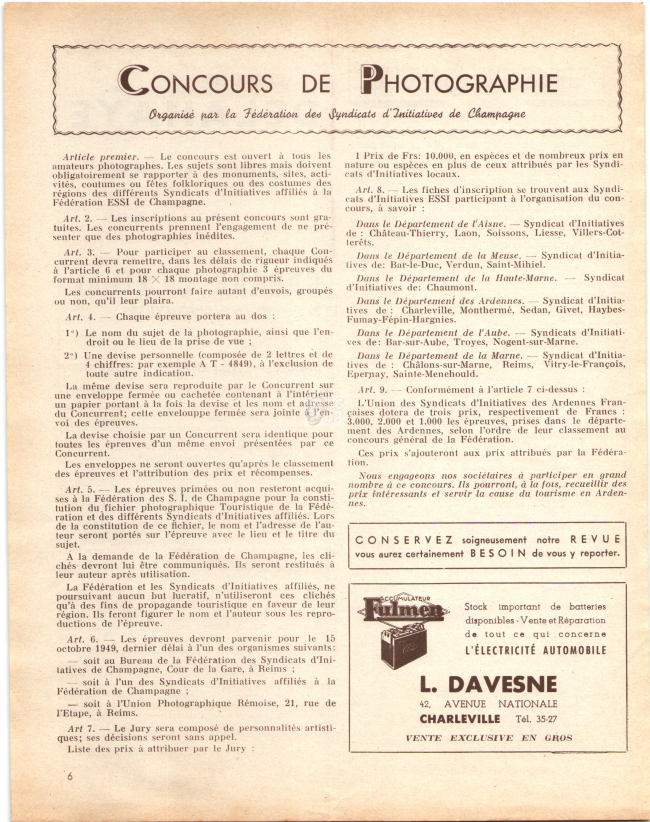 CONCOURS DE PHOTOGRAPHIE
Organisé par la Fédération des Syndicats d'Initiatives de Champagne
Article premier. — Le concours est ouvert à tous les
amateurs photographes. Les sujets sont libres mais doivent
obligatoirement se rapporter à des monuments, sites, acti-
vités, coutumes ou fêtes folkloriques ou des costumes des
régions des différents Syndicats d'Initiatives affiliés à la
Fédération ESSI de Champagne.
Art. 2. — Les inscriptions au présent concours sont gra-
tuites. Les concurrents prennent l'engagement de ne pré-
senter que des photographies inédites.
Art. 3. — Pour participer au classement, chaque Con-
current devra remettre, dans les délais de rigueur indiqués
à l'article 6 et pour chaque photographie 3 épreuves du
format minimum 18 × 18 montage non compris.
Les concurrents pourront faire autant d'envois, groupés
ou non, qu'il leur plaira.
Art. 4. — Chaque épreuve portera au dos :
1°) Le nom du sujet de la photographie, ainsi que l'en-
droit ou le lieu de la prise de vue ;
2°) Une devise personnelle (composée de 2 lettres et de
4 chiffres: par exemple A T - 4849), à l'exclusion de
toute autre indication.
La même devise sera reproduite par le Concurrent sur
une enveloppe fermée ou cachetée contenant à l'intérieur
du papier portant à la fois la devise et les nom et adresse
du Concurrent; cette envelouppe fermée sera jointe à l'en-
voi des épreuves.
La devise choisie par un Concurrent sera identique pour
toutes les épreuves d'un même envoi présentées par ce
Concurrent.
Les enveloppes ne seront ouvertes qu'après le classement
des épreuves et l'attribution des prix et récompenses.
Art. 5. — Les épreuves primées ou non resteront acqui-
ses à la Fédération des S. I. de Champagne pour la consti-
tution du fichier photographique Touristique de la Fédé-
ration et des différents Syndicats d'Initiatives affiliés. Lors
de la constitution de ce fichier, le nom et l'adresse de l'au-
teur seront portés sur l'épreuve avec le lieu et le titre du
sujet.
A la demande de la Fédération de Champagne, les cli-
chés devront lui être communiqués. Ils seront restitués à
leur auteur après utilisation.
La Fédération et les Syndicats d'Initiatives affiliés, ne
poursuivant aucun but lucratif, n'utiliseront ces clichés
qu'à des fins de propagande touristique en faveur de leur
région. Ils feront figurer le nom et l'auteur sous les repro-
ductions de l'épreuve.
Art. 6. — Les épreuves devront parvenir pour le 15
octobre 1949, dernier délai à l'un des organismes suivants:
— soit au Bureau de la Fédération des Syndicats d'Ini-
tiatives de Champagne, Cour de la Gare, à Reims ;
— soit à l'un des Syndicats d'Initiatives affiliés à la
Fédération de Champagne ;
— soit à l'Union Photographique Rémoise, 21, rue de
l'Etape, à Reims.
Art 7. — Le Jury sera composé de personnalités artisti-
ques; ses décisions seront sans appel.
Liste des prix à attribuer par le Jury :
6
1 Prix de Frs: 10.000, en espèces et de nombreux prix en
nature ou espèces en plus de ceux attribués par les Syndi-
cats d'Initiatives locaux.
Art. 8. — Les fiches d'inscription se trouvent aux Syndi-
cats d'Initiatives ESSI participant à l'organisation du con-
cours, à savoir :
Dans le Département de l'Aisne. — Syndicat d'Initiatives
de : Château-Thierry, Laon, Soissons, Liesse, Villers-Cot-
terêts.
Dans le Département de la Meuse. — Syndicat d'Initia-
tives de: Bar-le-Duc, Verdun, Saint-Mihiel.
Dans le Département de la Haute-Marne. — Syndicat
d'Initiatives de: Chaumont.
Dans le Département des Ardennes. — Syndicat d'Initia-
tives de : Charleville, Monthermé, Sedan, Givet, Haybes-
Fumay-Fépin-Hargnies.
Dans le Département de l'Aube. — Syndicats d'Initiati-
ves de: Bar-sur-Aube, Troyes, Nogent-sur-Marne.
Dans le Département de la Marne. — Syndicat d'Initia-
tives de : Châlons-sur-Marne, Reims, Vitry-le-François,
Epernay, Sainte-Menehould.
Art. 9. — Conformément à l'article 7 ci-dessus :
L'Union des Syndicats d'Initiatives des Ardennes Fran-
çaises dotera de trois prix, respectivement de Francs :
3.000, 2.000 et 1.000 les épreuves, prises dans le départe-
ment des Ardennes, selon l'ordre de leur classement au
concours général de la Fédération.
Ces prix s'ajouteront aux prix attribués par la Fédéra-
tion.
Nous engageons nos sociétaires à participer en grand
nombre à ce concours. Ils pourront, à la fois, recueillir des
prix intéressants et servir la cause du tourisme en Arden-
nes.
CONSERVEZ soigneusement notre REVUE
vous aurez certainement BESOIN de vous y reporter.
ACCUMULATEUR
Fulmen
Stock important de batteries
disponibles - Vente et Réparation
de tout ce qui concerne
L'ÉLECTRICITÉ AUTOMOBILE
L. DAVESNE
42, AVENUE NATIONALE
CHARLEVILLE Tél. 35-27
VENTE EXCLUSIVE EN GROS